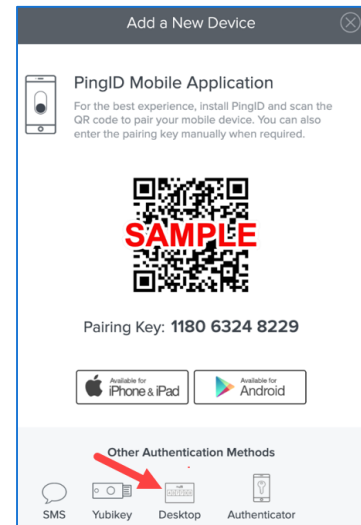 Add a New Device
PingID Mobile Application
For the best experience, install PingID and scan the
QR code to pair your mobile device. You can also
enter the pairing key manually when required.
SAMPLE
Pairing Key: 1180 6324 8229
Available for
iPhone & iPad
Available for
Android
Other Authentication Methods
SMS Yubikey Desktop Authenticator